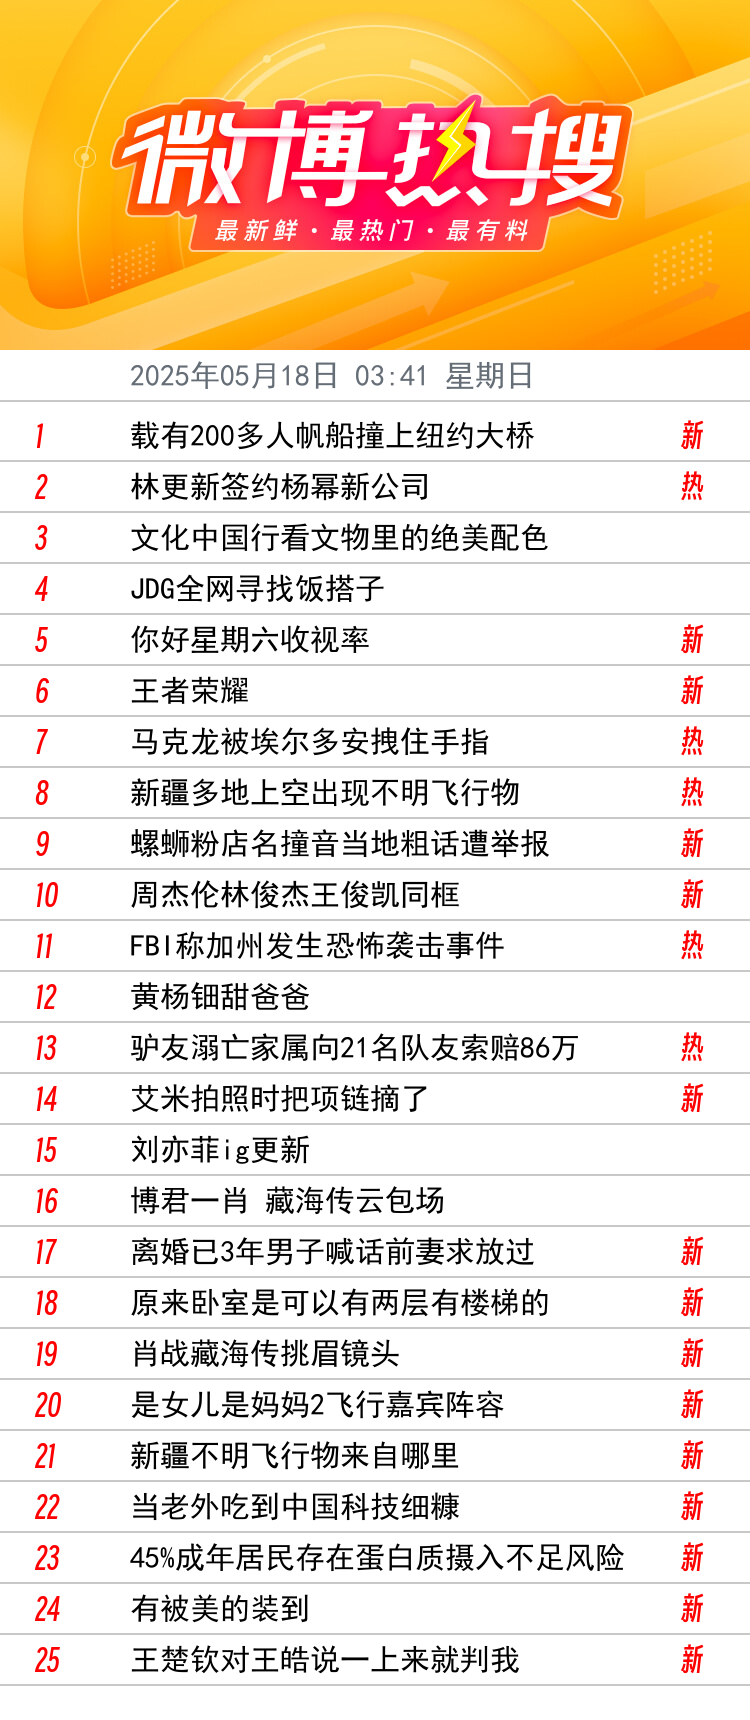 微博热搜
最新鲜·最热门·最有料
2025年05月18日 03:41 星期日
1 载有200多人帆船撞上纽约大桥 新
2 林更新签约杨幂新公司 热
3 文化中国行看文物里的绝美配色
4 JDG全网寻找饭搭子
5 你好星期六收视率 新
6 王者荣耀 新
7 马克龙被埃尔多安拽住手指 热
8 新疆多地上空出现不明飞行物 热
9 螺蛳粉店名撞音当地粗话遭举报 新
10 周杰伦林俊杰王俊凯同框 新
11 FBI称加州发生恐怖袭击事件 热
12 黄杨钿甜爸爸
13 驴友溺亡家属向21名队友索赔86万 热
14 艾米拍照时把项链摘了 新
15 刘亦菲ig更新
16 博君一肖 藏海传云包场
17 离婚已3年男子喊话前妻求放过 新
18 原来卧室是可以有两层有楼梯的 新
19 肖战藏海传挑眉镜头 新
20 是女儿是妈妈2飞行嘉宾阵容 新
21 新疆不明飞行物来自哪里 新
22 当老外吃到中国科技细糠 新
23 45%成年居民存在蛋白质摄入不足风险 新
24 有被美的装到 新
25 王楚钦对王皓说一上来就判我 新